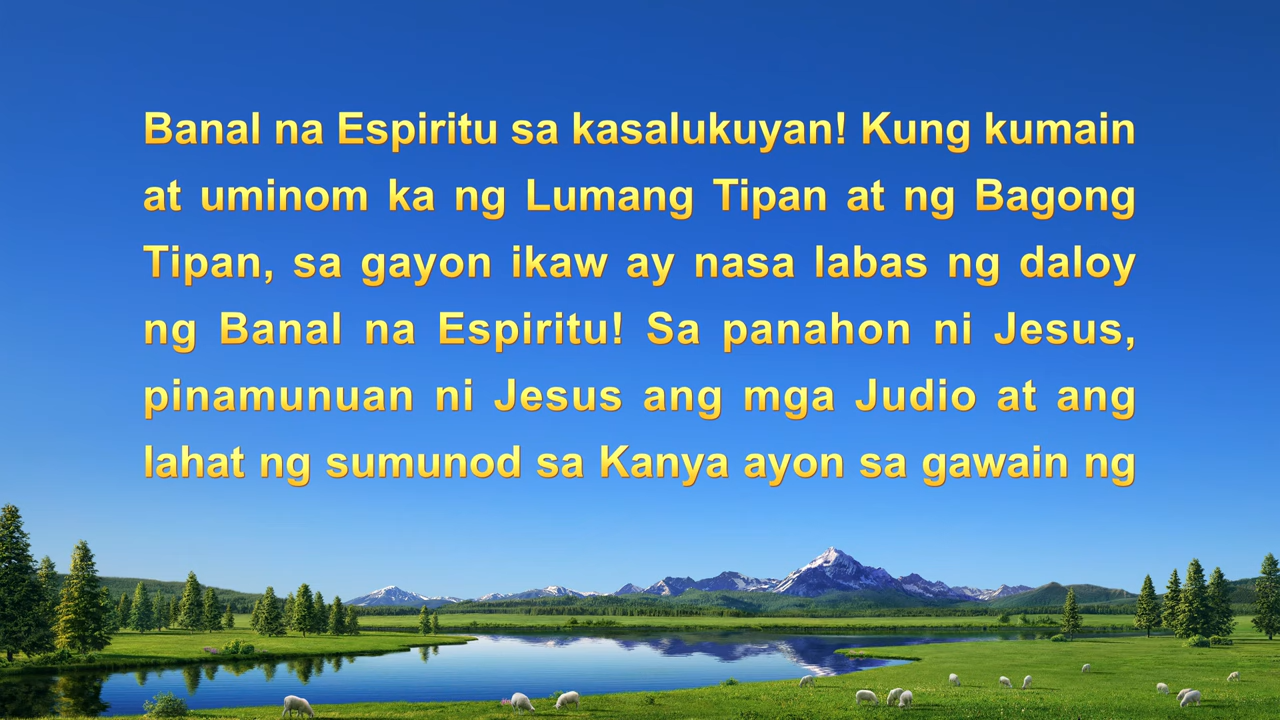 Banal na Espiritu sa kasalukuyan! Kung kumain
at uminom ka ng Lumang Tipan at ng Bagong
Tipan, sa gayon ikaw ay nasa labas ng daloy
ng Banal na Espiritu! Sa panahon ni Jesus,
pinamunuan ni Jesus ang mga Judio at ang
lahat ng sumunod sa Kanya ayon sa gawain ng